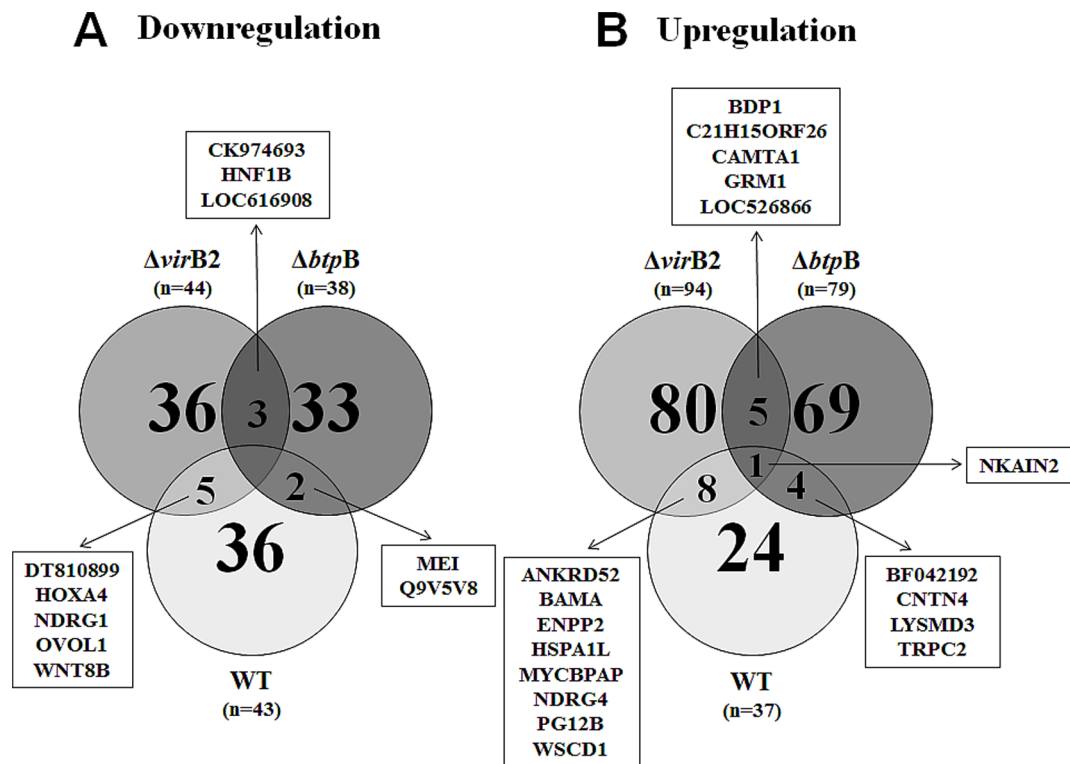 A Downregulation
CK974693
HNF1B
LOC616908
ΔvirB2
(n=44)
ΔbtpB
(n=38)
36
3
33
5
2
36
DT810899
HOXA4
NDRG1
OVOL1
WNT8B
MEI
Q9V5V8
WT
(n=43)
B Upregulation
BDP1
C21H15ORF26
CAMTA1
GRM1
LOC526866
ΔvirB2
(n=94)
ΔbtpB
(n=79)
80
5
69
1
NKAIN2
8
4
24
ANKRD52
BAMA
ENPP2
HSPA1L
MYCBPAP
NDRG4
PG12B
WSCD1
BF042192
CNTN4
LYSMD3
TRPC2
WT
(n=37)